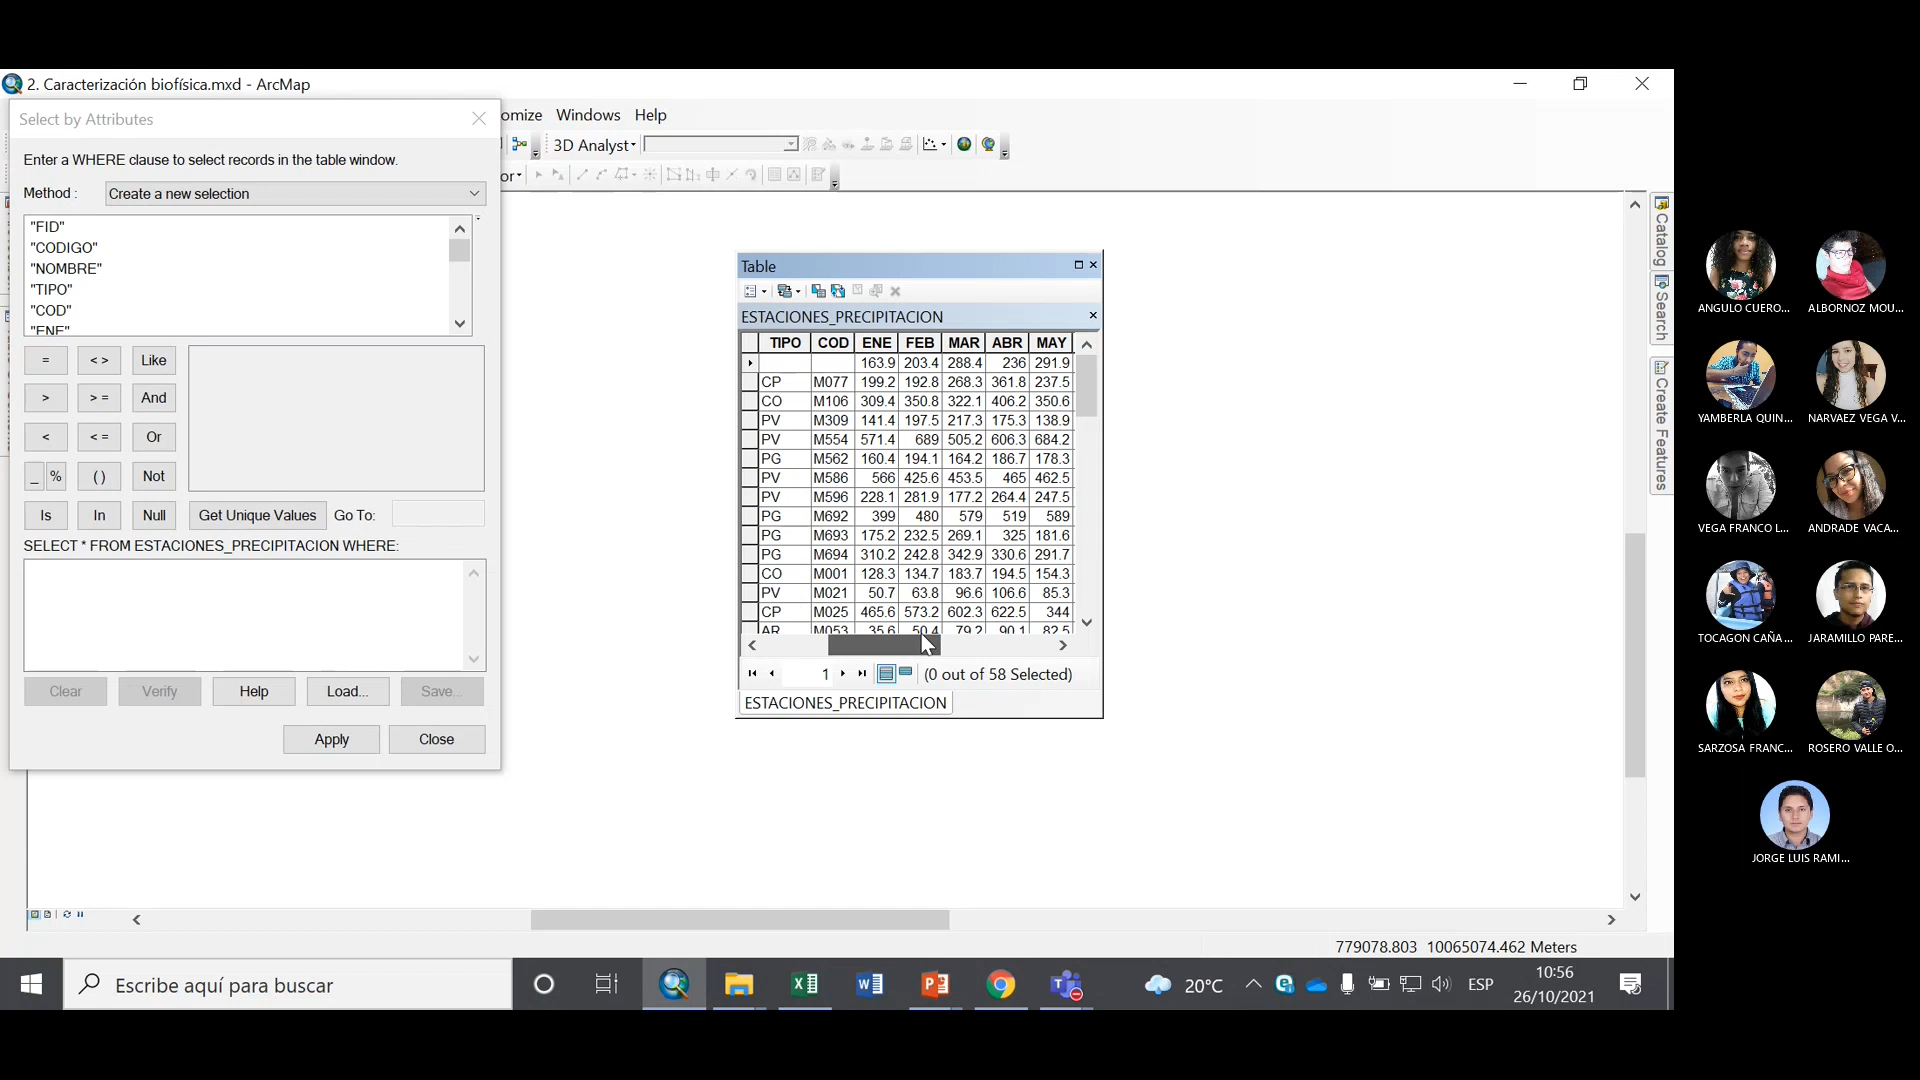 2. Caracterización biofísica.mxd - ArcMap
Select by Attributes
omize Windows Help
3D Analyst
or
Enter a WHERE clause to select records in the table window.
Method : Create a new selection
"FID"
"CODIGO"
"NOMBRE"
"TIPO"
"COD"
"ENE"
= < > Like
> > = And
< < = Or
_ % ( ) Not
Is In Null Get Unique Values Go To:
SELECT * FROM ESTACIONES_PRECIPITACION WHERE:
Clear Verify Help Load... Save...
Apply Close
Table
ESTACIONES_PRECIPITACION
TIPO COD ENE FEB MAR ABR MAY
163.9 203.4 288.4 236 291.9
CP M077 199.2 192.8 268.3 361.8 237.5
CO M106 309.4 350.8 322.1 406.2 350.6
PV M309 141.4 197.5 217.3 175.3 138.9
PV M554 571.4 689 505.2 606.3 684.2
PG M562 160.4 194.1 164.2 186.7 178.3
PV M586 566 425.6 453.5 465 462.5
PV M596 228.1 281.9 177.2 264.4 247.5
PG M692 399 480 579 519 589
PG M693 175.2 232.5 269.1 325 181.6
PG M694 310.2 242.8 342.9 330.6 291.7
CO M001 128.3 134.7 183.7 194.5 154.3
PV M021 50.7 63.8 96.6 106.6 85.3
CP M025 465.6 573.2 602.3 622.5 344
AR M053 35.6 50.4 79.2 90.1 82.5
1 (0 out of 58 Selected)
ESTACIONES_PRECIPITACION
Catalog
Search
Create Features
779078.803 10065074.462 Meters
Escribe aquí para buscar
20°C
ESP
10:56
26/10/2021
ANGULO CUERO... ALBORNOZ MOU...
YAMBERLA QUIN... NARVAEZ VEGA V...
VEGA FRANCO L... ANDRADE VACA...
TOCAGON CAÑA... JARAMILLO PARE...
SARZOSA FRANC... ROSERO VALLE O...
JORGE LUIS RAMI...